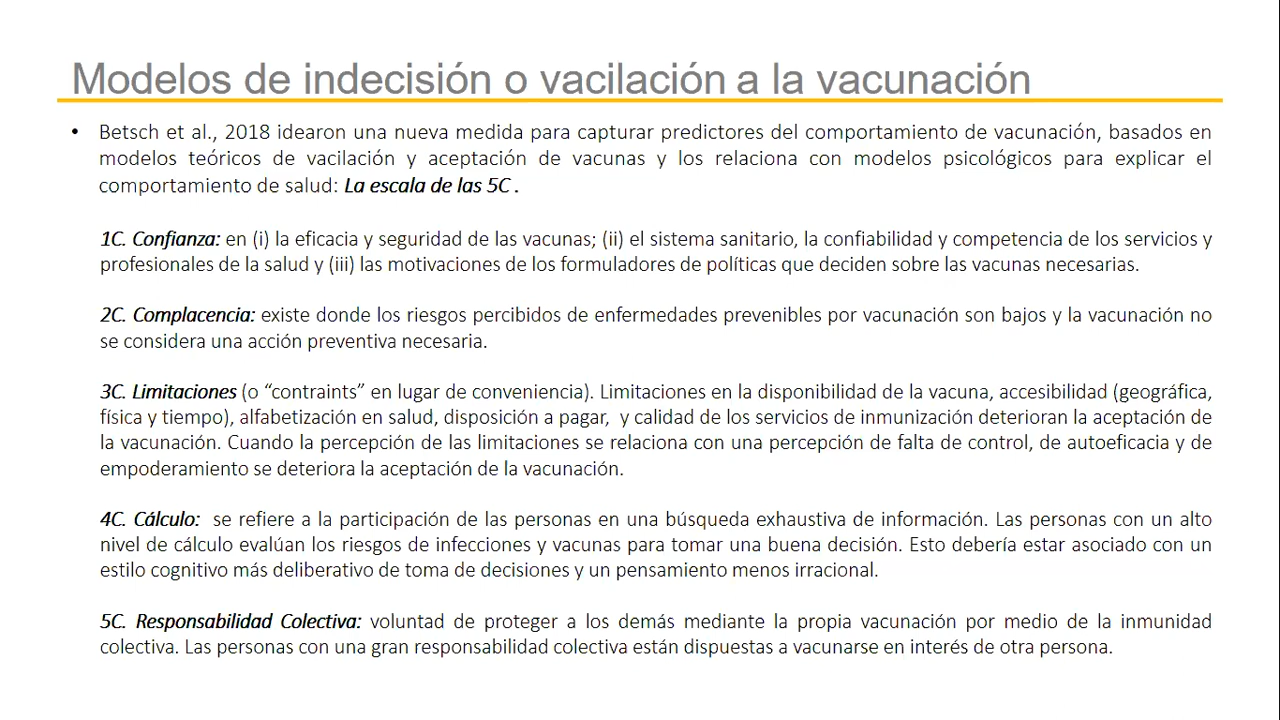 Modelos de indecisión o vacilación a la vacunación
• Betsch et al., 2018 idearon una nueva medida para capturar predictores del comportamiento de vacunación, basados en
modelos teóricos de vacilación y aceptación de vacunas y los relaciona con modelos psicológicos para explicar el
comportamiento de salud: La escala de las 5C .
1C. Confianza: en (i) la eficacia y seguridad de las vacunas; (ii) el sistema sanitario, la confiabilidad y competencia de los servicios y
profesionales de la salud y (iii) las motivaciones de los formuladores de políticas que deciden sobre las vacunas necesarias.
2C. Complacencia: existe donde los riesgos percibidos de enfermedades prevenibles por vacunación son bajos y la vacunación no
se considera una acción preventiva necesaria.
3C. Limitaciones (o “contraints” en lugar de conveniencia). Limitaciones en la disponibilidad de la vacuna, accesibilidad (geográfica,
física y tiempo), alfabetización en salud, disposición a pagar, y calidad de los servicios de inmunización deterioran la aceptación de
la vacunación. Cuando la percepción de las limitaciones se relaciona con una percepción de falta de control, de autoeficacia y de
empoderamiento se deteriora la aceptación de la vacunación.
4C. Cálculo: se refiere a la participación de las personas en una búsqueda exhaustiva de información. Las personas con un alto
nivel de cálculo evalúan los riesgos de infecciones y vacunas para tomar una buena decisión. Esto debería estar asociado con un
estilo cognitivo más deliberativo de toma de decisiones y un pensamiento menos irracional.
5C. Responsabilidad Colectiva: voluntad de proteger a los demás mediante la propia vacunación por medio de la inmunidad
colectiva. Las personas con una gran responsabilidad colectiva están dispuestas a vacunarse en interés de otra persona.